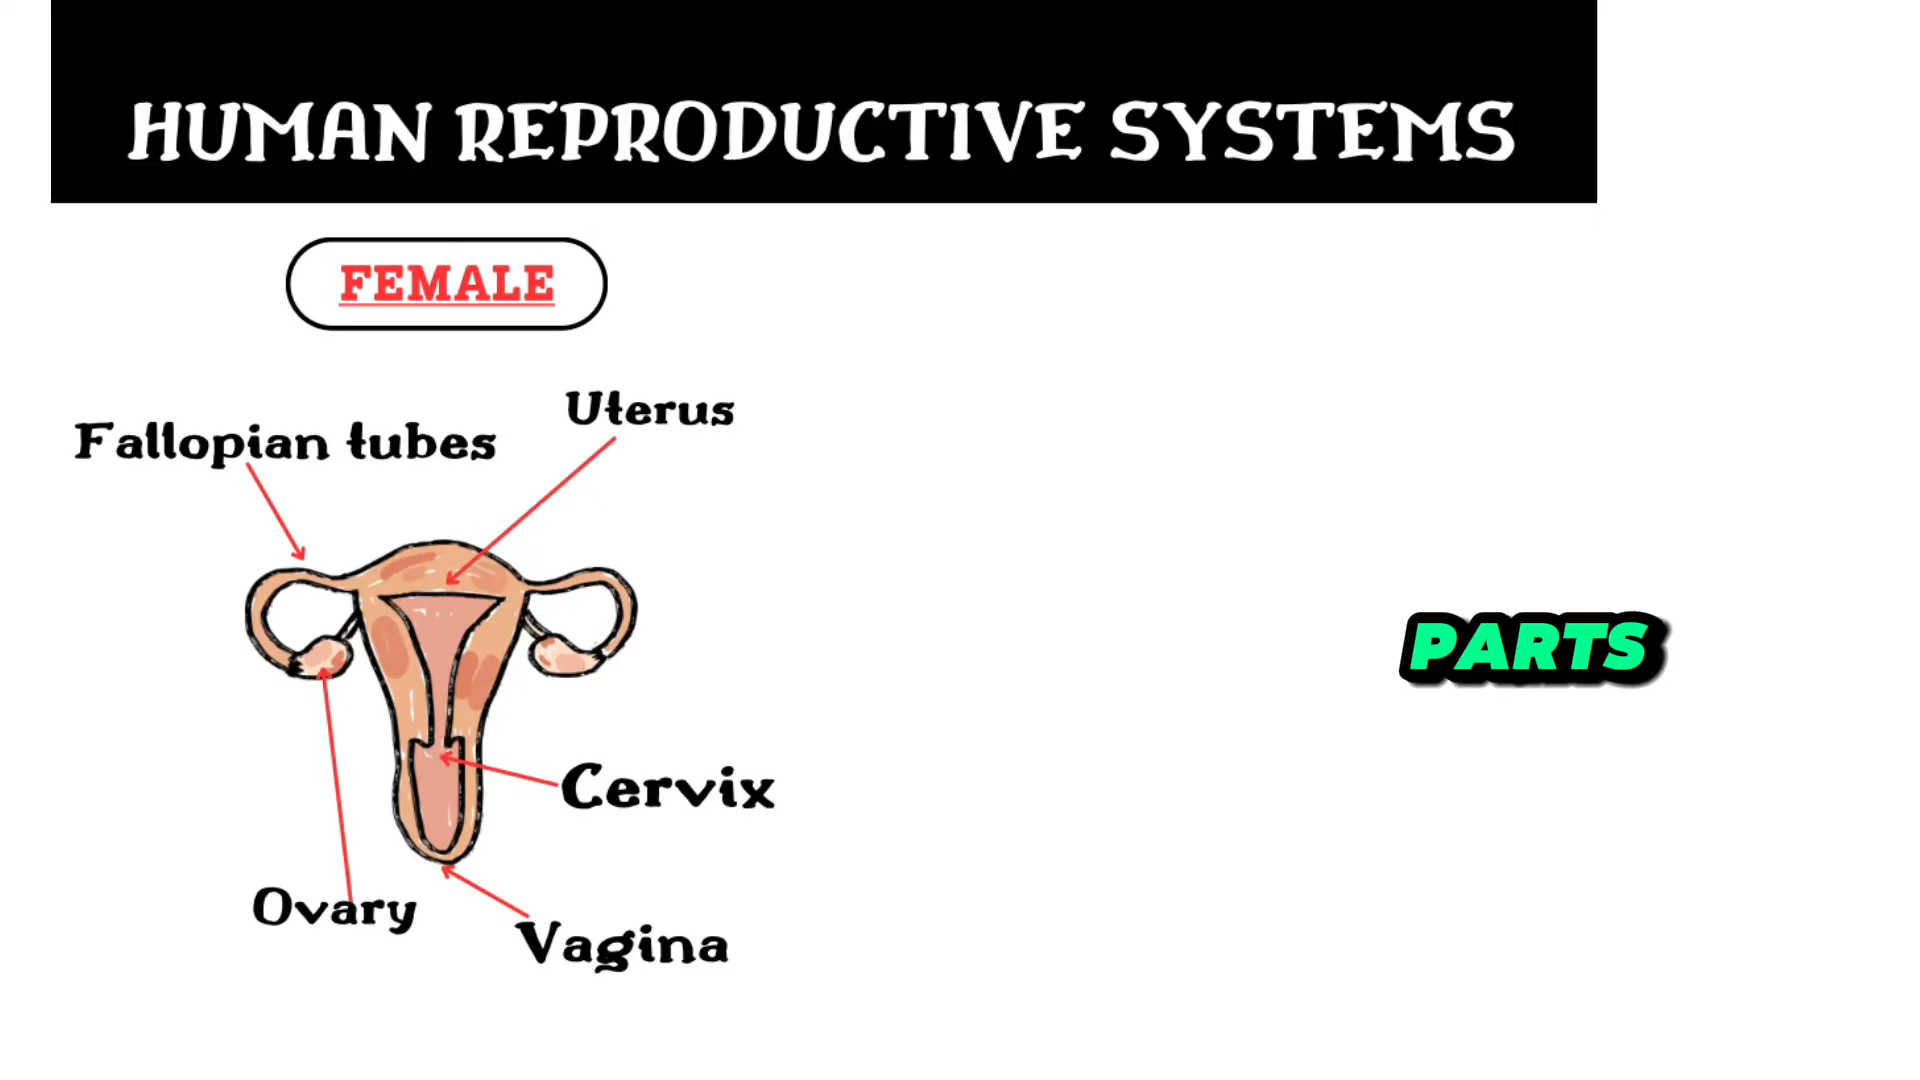 HUMAN REPRODUCTIVE SYSTEMS
FEMALE
Uterus
Fallopian tubes
PARTS
Cervix
Ovary
Vagina